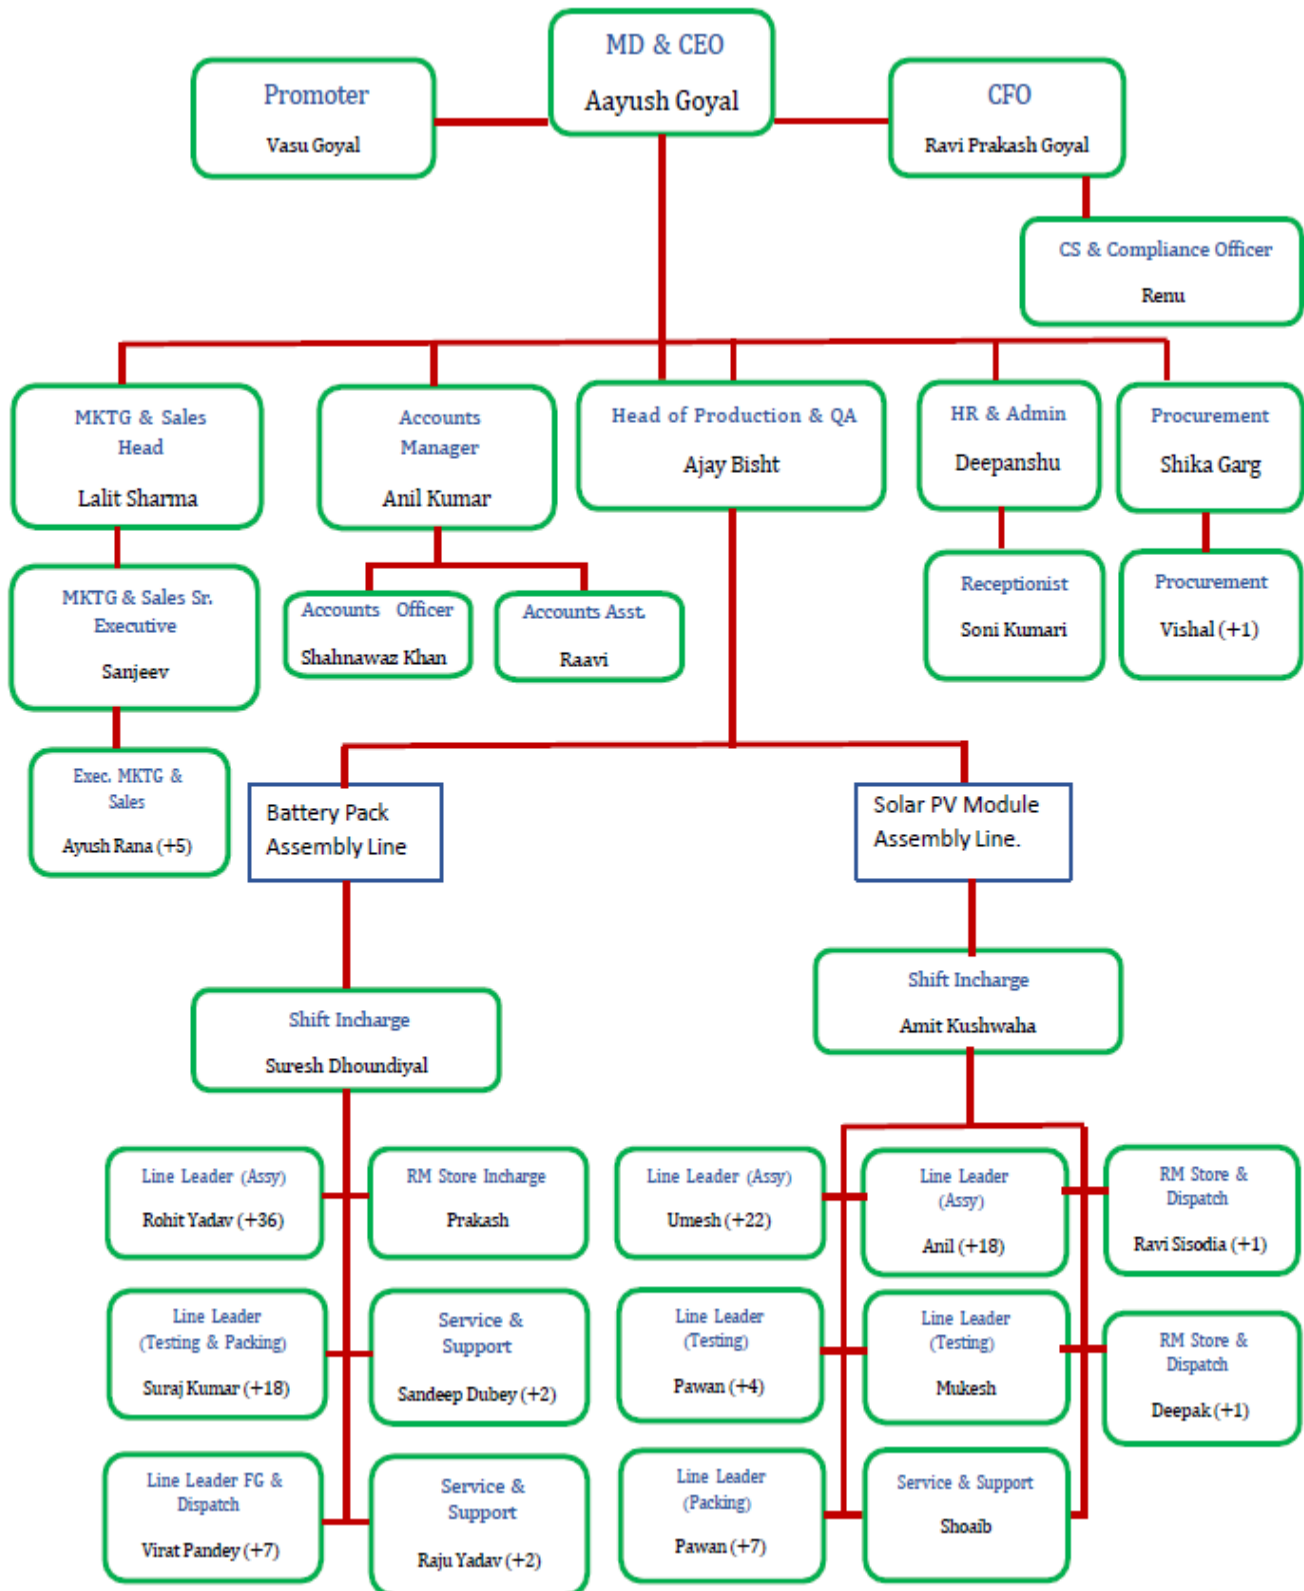 MD & CEO
Aayush Goyal
Promoter
Vasu Goyal
CFO
Ravi Prakash Goyal
CS & Compliance Officer
Renu
MKTG & Sales
Head
Lalit Sharma
Accounts
Manager
Anil Kumar
Head of Production & QA
Ajay Bisht
HR & Admin
Deepanshu
Procurement
Shika Garg
MKTG & Sales Sr.
Executive
Sanjeev
Accounts Officer
Shahnawaz Khan
Accounts Asst.
Raavi
Receptionist
Soni Kumari
Procurement
Vishal (+1)
Exec. MKTG &
Sales
Ayush Rana (+5)
Battery Pack
Assembly Line
Solar PV Module
Assembly Line.
Shift Incharge
Suresh Dhoundiyal
Shift Incharge
Amit Kushwaha
Line Leader (Assy)
Rohit Yadav (+36)
RM Store Incharge
Prakash
Line Leader (Assy)
Umesh (+22)
Line Leader
(Assy)
Anil (+18)
RM Store &
Dispatch
Ravi Sisodia (+1)
Line Leader
(Testing & Packing)
Suraj Kumar (+18)
Service &
Support
Sandeep Dubey (+2)
Line Leader
(Testing)
Pawan (+4)
Line Leader
(Testing)
Mukesh
RM Store &
Dispatch
Deepak (+1)
Line Leader FG &
Dispatch
Virat Pandey (+7)
Service &
Support
Raju Yadav (+2)
Line Leader
(Packing)
Pawan (+7)
Service & Support
Shoaib